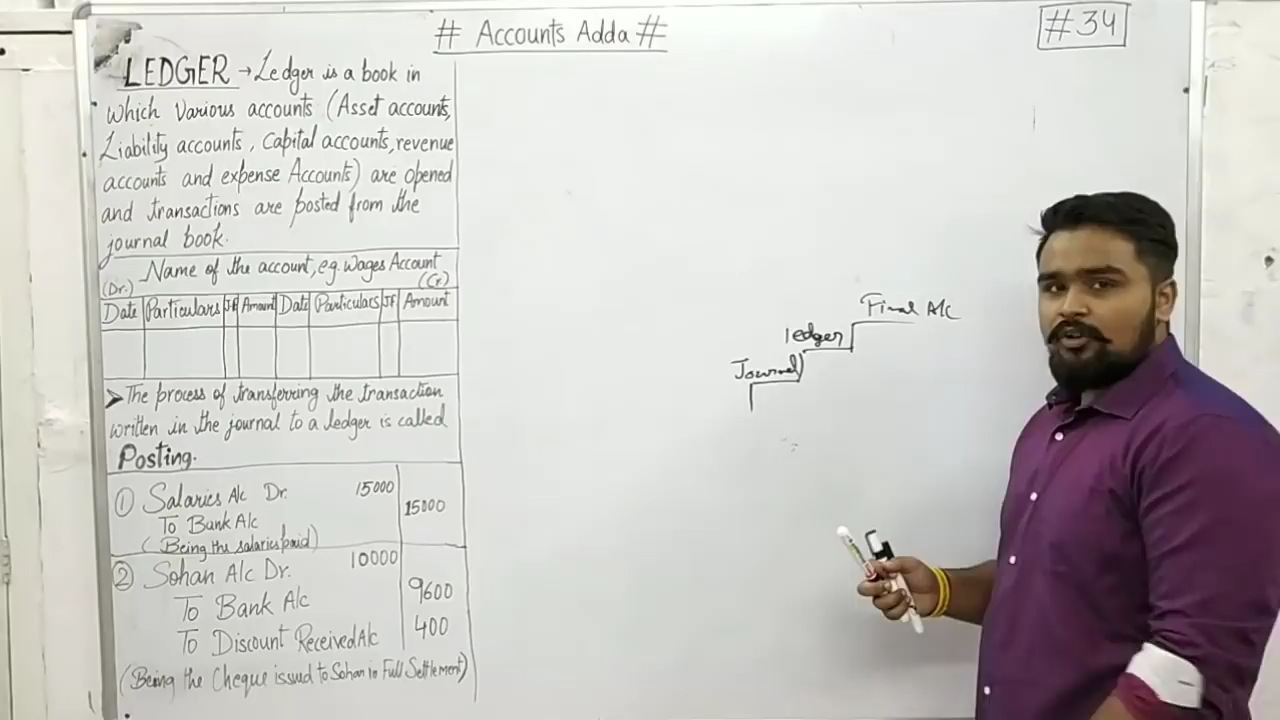 # Accounts Adda #
#34
LEDGER → Ledger is a book in
which various accounts (Asset accounts,
Liability accounts, Capital accounts, revenue
accounts and expense Accounts) are opened
and transactions are posted from the
journal book.
Name of the account, eg. Wages Account
(Dr.) (Cr)
Date Particulars JF Amount Date Particulars JF Amount
➤ The process of transferring the transaction
written in the journal to a ledger is called
Posting.
① Salaries A/c Dr. 15000
To Bank A/c 15000
(Being the salaries paid)
② Sohan A/c Dr. 10000
To Bank A/c 9600
To Discount Received A/c 400
(Being the Cheque issued to Sohan in Full Settlement)
Final A/c
ledger
Journal